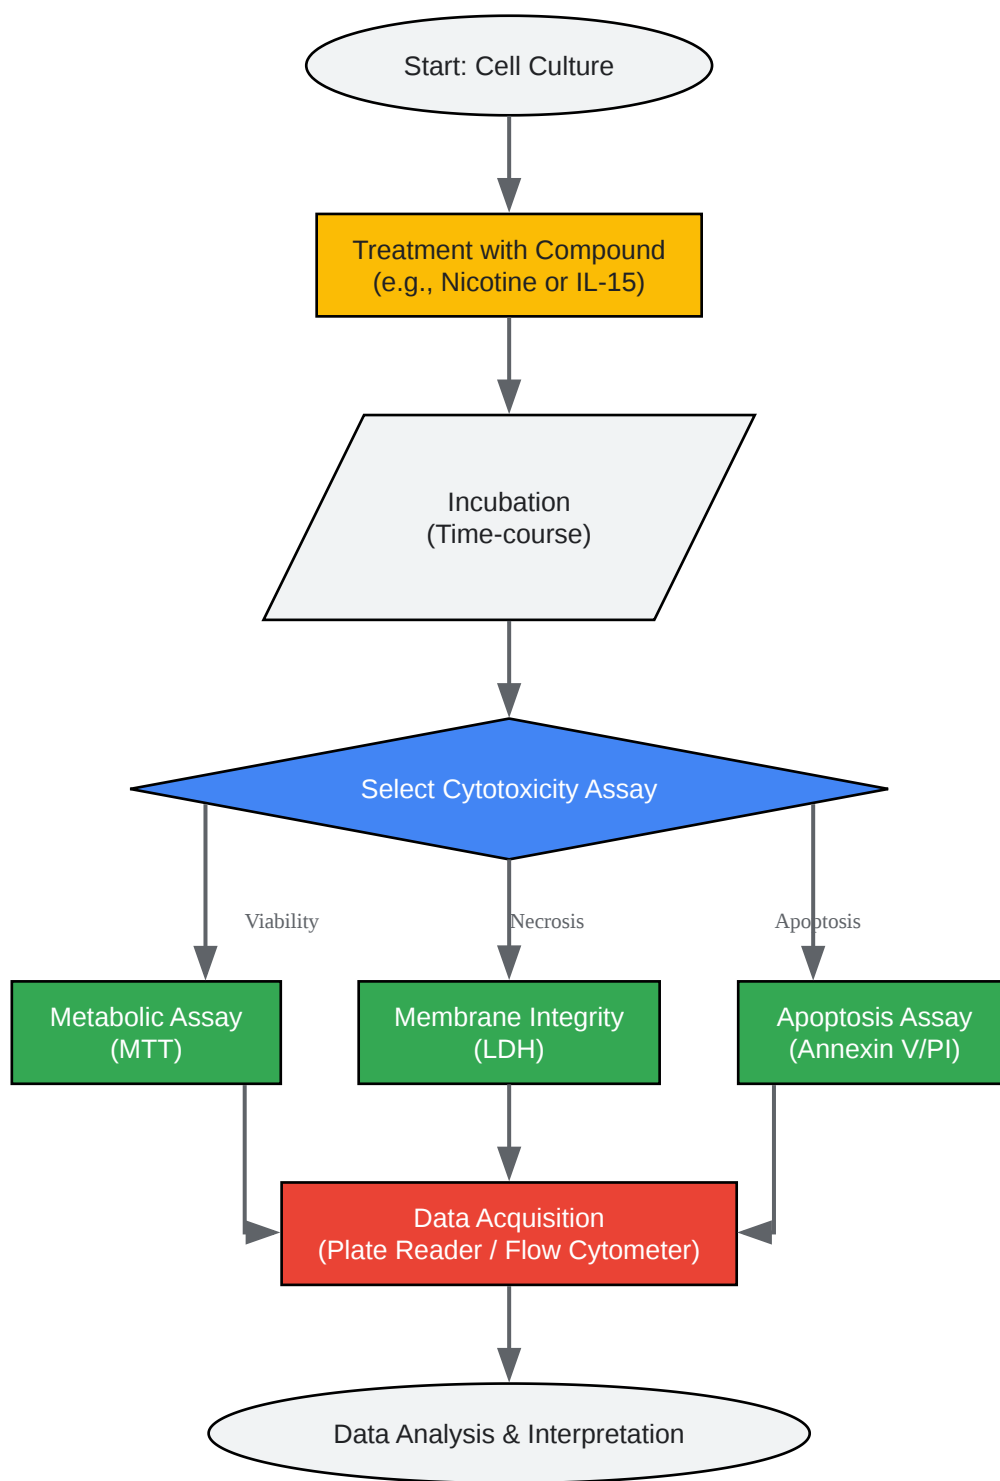 Start: Cell Culture
Treatment with Compound
(e.g., Nicotine or IL-15)
Incubation
(Time-course)
Select Cytotoxicity Assay
Viability
Necrosis
Apoptosis
Metabolic Assay
(MTT)
Membrane Integrity
(LDH)
Apoptosis Assay
(Annexin V/PI)
Data Acquisition
(Plate Reader / Flow Cytometer)
Data Analysis & Interpretation